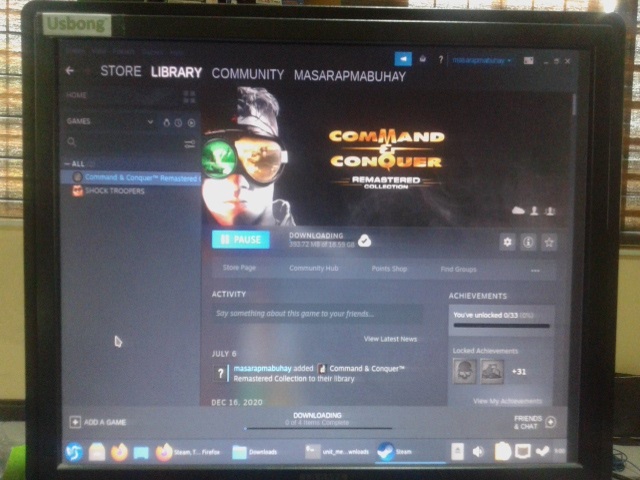 Usbong
STORE LIBRARY COMMUNITY MASARAPMABUHAY
? masarapmabuhay
HOME
GAMES
ALL
Command & Conquer™ Remastered C
SHOCK TROOPERS
COMMAND
&
CONQUER
REMASTERED
COLLECTION
PAUSE
DOWNLOADING
Store Page Community Hub Points Shop Find Groups
ACTIVITY
Say something about this game to your friends...
View Latest News
JULY 6
? masarapmabuhay added Command & Conquer™
Remastered Collection to their library
DEC 16, 2020
ACHIEVEMENTS
You've unlocked 0/33 (0%)
Locked Achievements
+31
View My Achievements
ADD A GAME
DOWNLOADING
0 of 4 Items Complete
FRIENDS
& CHAT
Steam, T... Firefox
Downloads
unit_me...wnloads
Steam